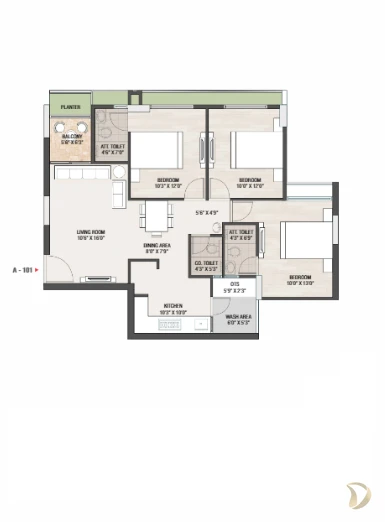 PLANTER
BALCONY
5'0" X 6'3"
ATT. TOILET
4'6" X 7'0"
BEDROOM
10'3" X 12'0"
BEDROOM
10'0" X 12'0"
5'6" X 4'9"
LIVING ROOM
10'6" X 16'0"
DINING AREA
8'0" X 7'9"
ATT. TOILET
4'3" X 6'9"
CO. TOILET
4'3" X 5'3"
A - 101
BEDROOM
10'0" X 13'0"
OTS
5'9" X 2'3"
KITCHEN
10'3" X 10'0"
WASH AREA
6'0" X 5'3"